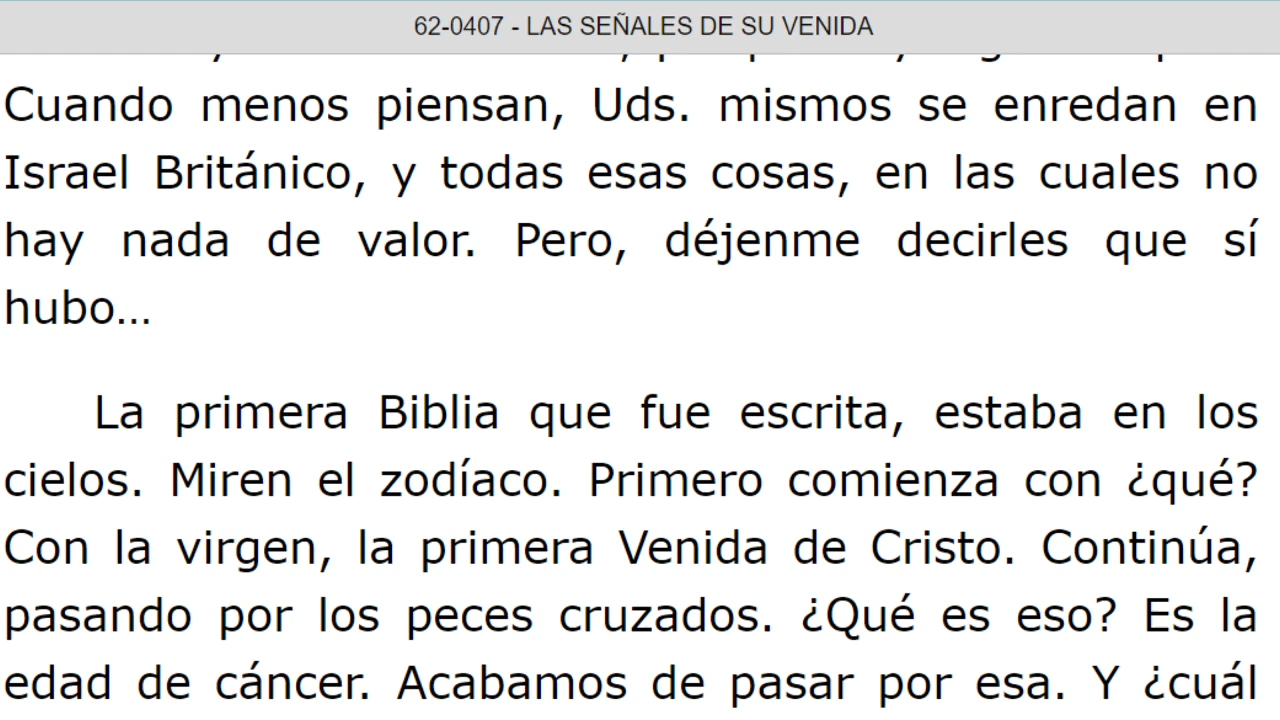 62-0407 - LAS SEÑALES DE SU VENIDA
Cuando menos piensan, Uds. mismos se enredan en
Israel Británico, y todas esas cosas, en las cuales no
hay nada de valor. Pero, déjenme decirles que sí
hubo...
La primera Biblia que fue escrita, estaba en los
cielos. Miren el zodíaco. Primero comienza con ¿qué?
Con la virgen, la primera Venida de Cristo. Continúa,
pasando por los peces cruzados. ¿Qué es eso? Es la
edad de cáncer. Acabamos de pasar por esa. Y ¿cuál